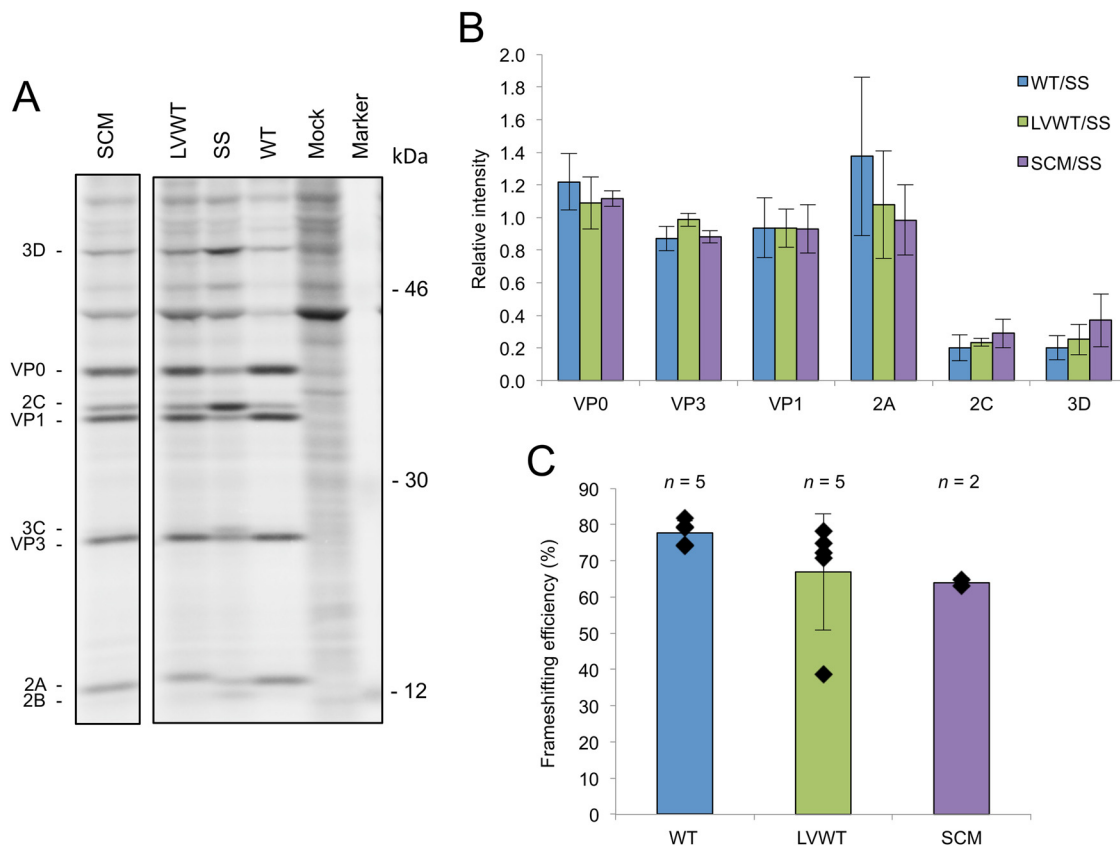 A
SCM
LVWT
SS
WT
Mock
Marker
kDa
3D -
VP0 -
2C -
VP1 -
3C -
VP3 -
2A -
2B -
- 46
- 30
- 12
B
Relative intensity
2.0
1.8
1.6
1.4
1.2
1.0
0.8
0.6
0.4
0.2
0.0
VP0 VP3 VP1 2A 2C 3D
WT/SS
LVWT/SS
SCM/SS
C
Frameshifting efficiency (%)
90
80
70
60
50
40
30
20
10
0
n = 5 n = 5 n = 2
WT LVWT SCM